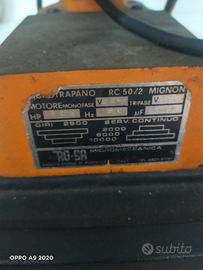 TRAPANO RC 50/2 MIGNON
MOTORE MONOFASE V TRIFASE V
HP Hz µF
GIRI 2800 SERV. CONTINUO
2000
6000
10000
RO-SA MICROMECCANICA
OPPO A9 2020
subito